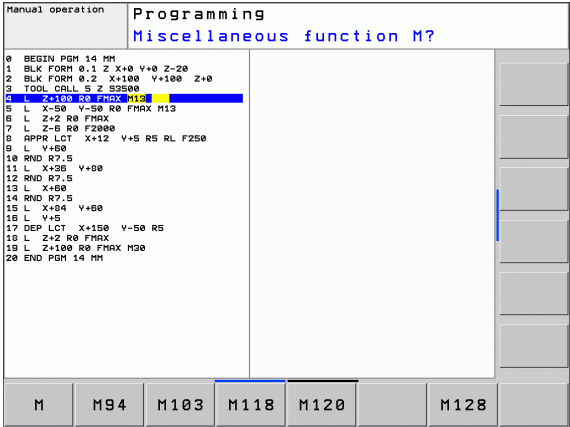 Manual operation
Programming
Miscellaneous function M?
0 BEGIN PGM 14 MM
1 BLK FORM 0.1 Z X+0 Y+0 Z-20
2 BLK FORM 0.2 X+100 Y+100 Z+0
3 TOOL CALL 5 Z S3500
4 L Z+100 R0 FMAX M13
5 L X-50 Y-50 R0 FMAX M13
6 L Z+2 R0 FMAX
7 L Z-6 R0 F2000
8 APPR LCT X+12 Y+5 R5 RL F250
9 L Y+60
10 RND R7.5
11 L X+36 Y+80
12 RND R7.5
13 L X+60
14 RND R7.5
15 L X+84 Y+60
16 L Y+5
17 DEP LCT X+150 Y-50 R5
18 L Z+2 R0 FMAX
19 L Z+100 R0 FMAX M30
20 END PGM 14 MM
M M94 M103 M118 M120 M128